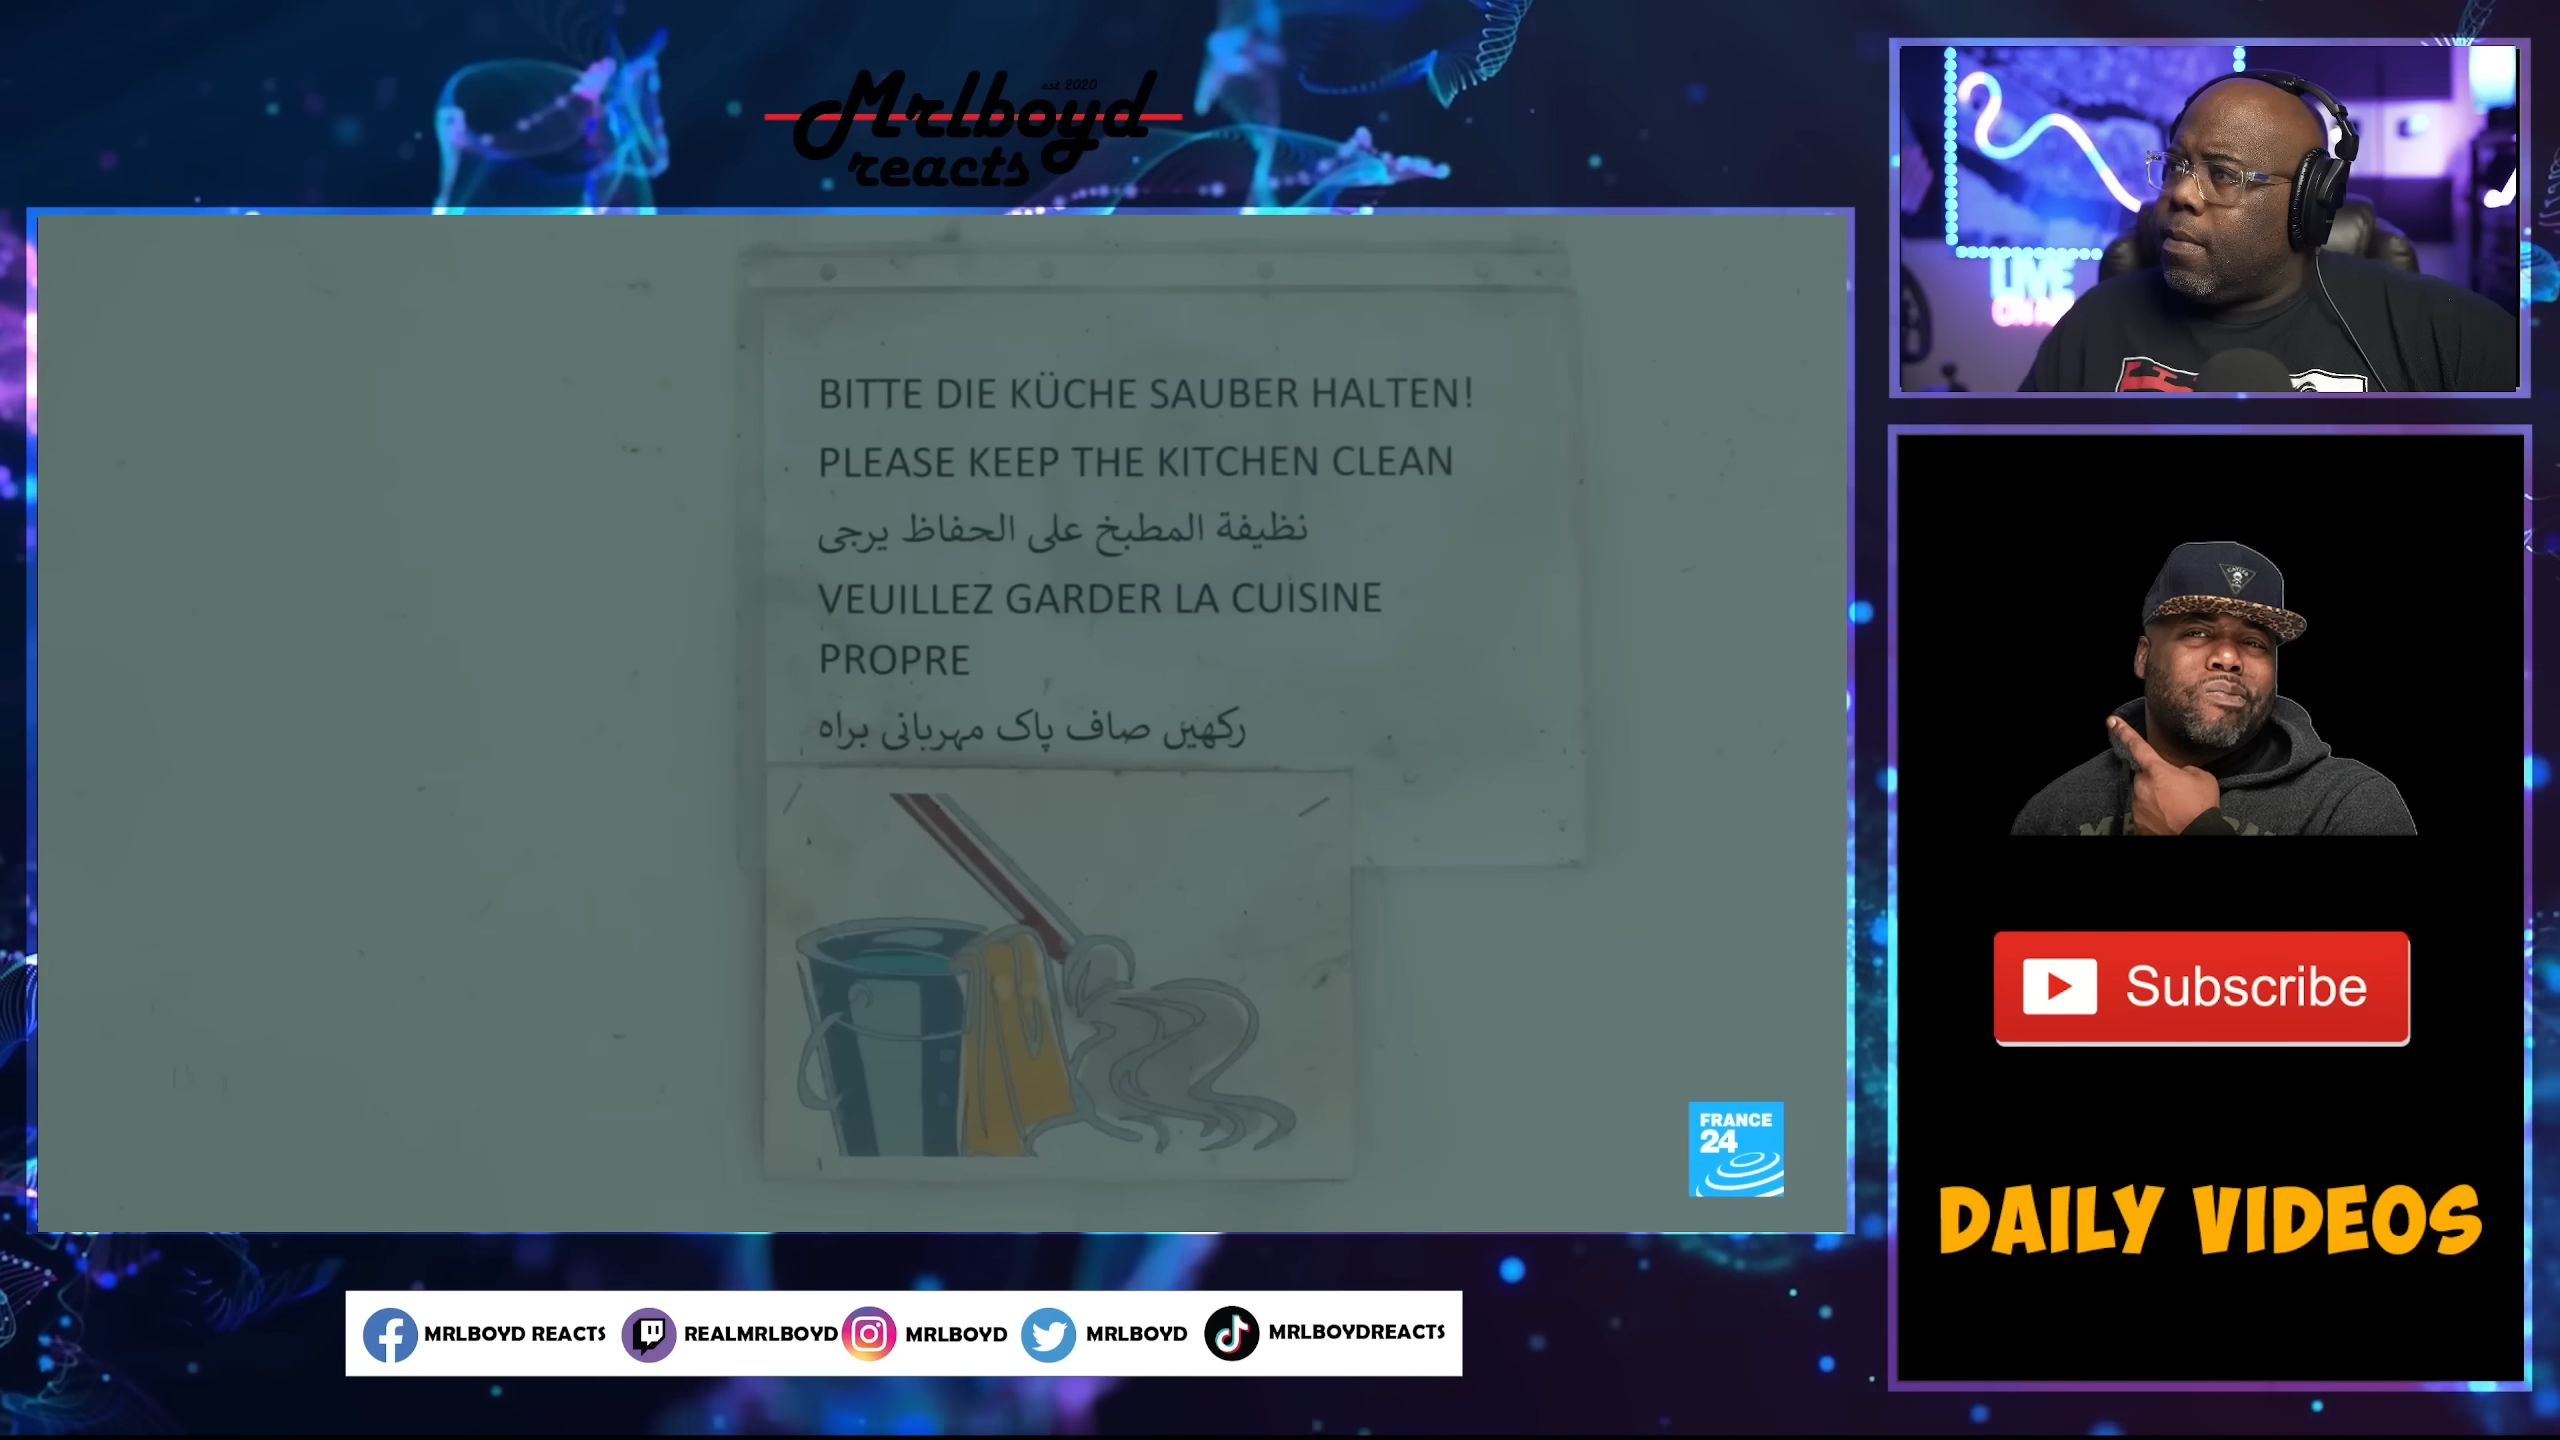 Mrlboyd
est 2020
reacts
BITTE DIE KÜCHE SAUBER HALTEN!
PLEASE KEEP THE KITCHEN CLEAN
نظيفة المطبخ على الحفاظ يرجى
VEUILLEZ GARDER LA CUISINE
PROPRE
رکھیں صاف پاک مہربانی براہ
FRANCE
24
LIVE
ON
Subscribe
DAILY VIDEOS
MRLBOYD REACTS REALMRLBOYD MRLBOYD MRLBOYD MRLBOYDREACTS